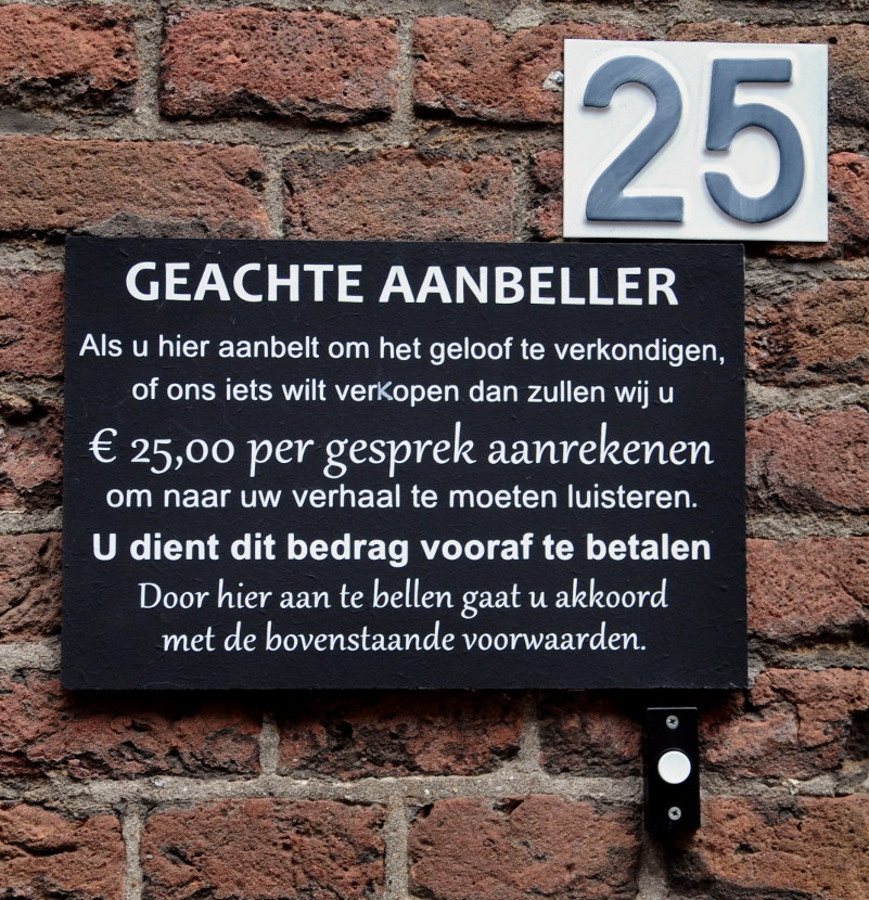 25
GEACHTE AANBELLER
Als u hier aanbelt om het geloof te verkondigen,
of ons iets wilt verkopen dan zullen wij u
€ 25,00 per gesprek aanrekenen
om naar uw verhaal te moeten luisteren.
U dient dit bedrag vooraf te betalen
Door hier aan te bellen gaat u akkoord
met de bovenstaande voorwaarden.